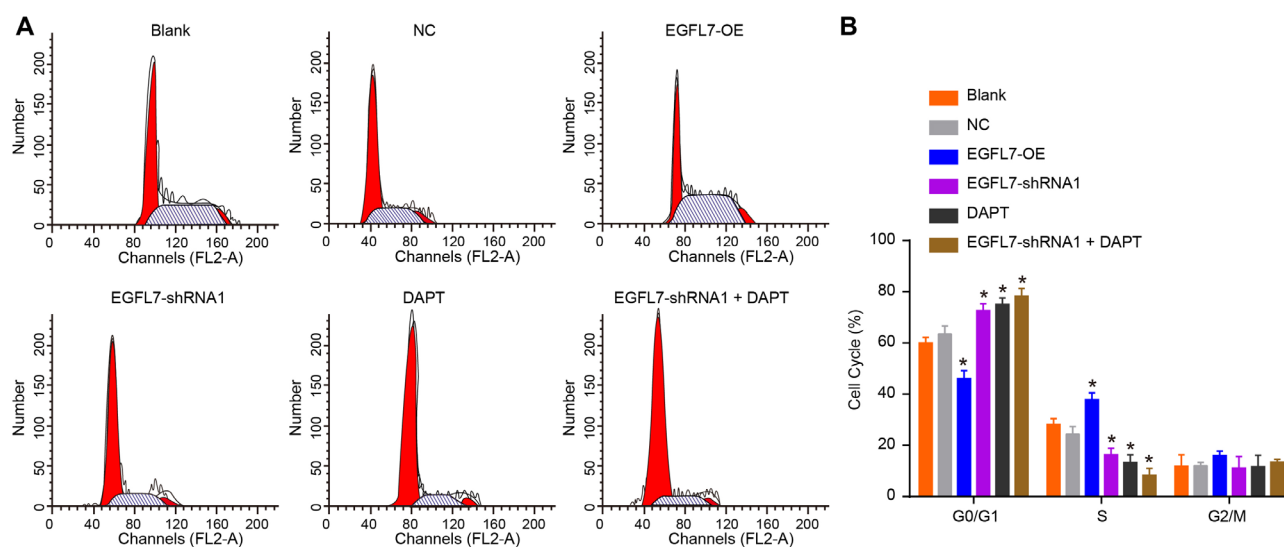 A
Blank
Number
0 50 100 150 200
0 40 80 120 160 200
Channels (FL2-A)
NC
Number
0 50 100 150 200
0 40 80 120 160 200
Channels (FL2-A)
EGFL7-OE
Number
0 50 100 150 200
0 40 80 120 160 200
Channels (FL2-A)
EGFL7-shRNA1
Number
0 50 100 150 200
0 40 80 120 160 200
Channels (FL2-A)
DAPT
Number
0 50 100 150 200
0 40 80 120 160 200
Channels (FL2-A)
EGFL7-shRNA1 + DAPT
Number
0 50 100 150 200
0 40 80 120 160 200
Channels (FL2-A)
B
Blank
NC
EGFL7-OE
EGFL7-shRNA1
DAPT
EGFL7-shRNA1 + DAPT
Cell Cycle (%)
100
80
60
40
20
0
* * * *
* * * *
G0/G1 S G2/M